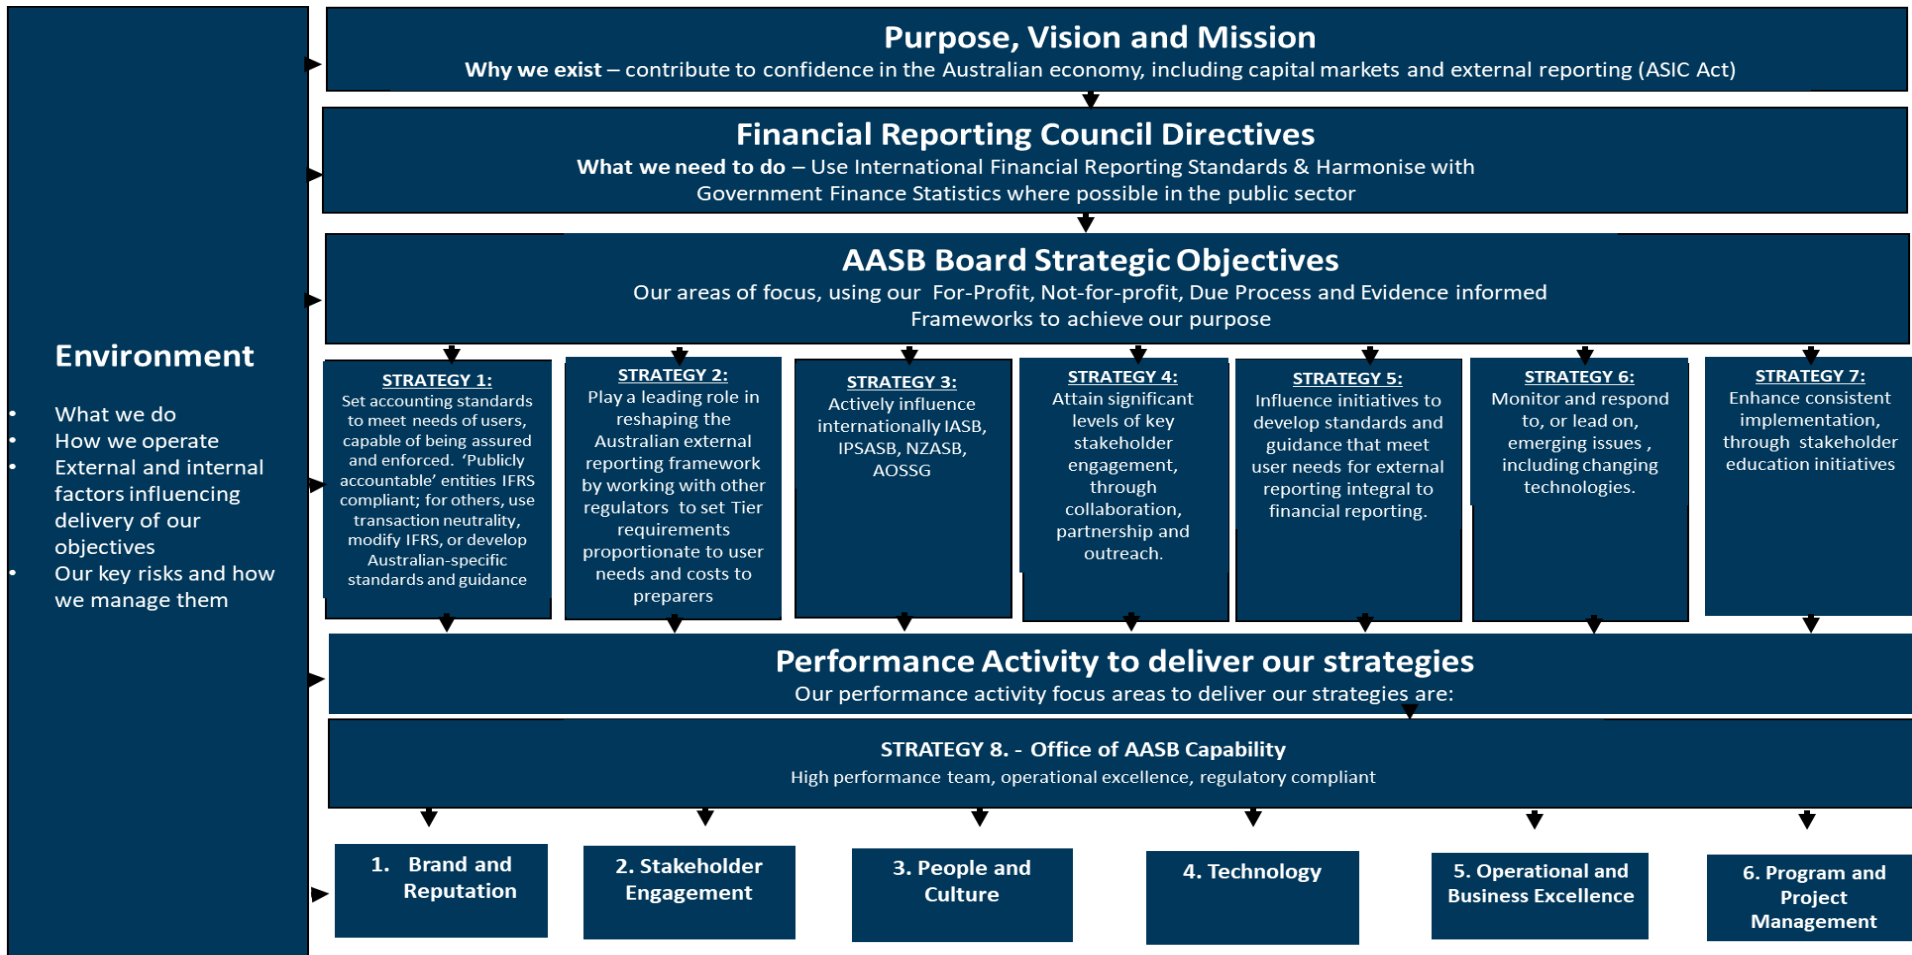 Purpose, Vision and Mission
Why we exist – contribute to confidence in the Australian economy, including capital markets and external reporting (ASIC Act)
Financial Reporting Council Directives
What we need to do – Use International Financial Reporting Standards & Harmonise with
Government Finance Statistics where possible in the public sector
AASB Board Strategic Objectives
Our areas of focus, using our For-Profit, Not-for-profit, Due Process and Evidence informed
Frameworks to achieve our purpose
Environment
• What we do
• How we operate
• External and internal
factors influencing
delivery of our
objectives
• Our key risks and how
we manage them
STRATEGY 1:
Set accounting standards
to meet needs of users,
capable of being assured
and enforced. ‘Publicly
accountable’ entities IFRS
compliant; for others, use
transaction neutrality,
modify IFRS, or develop
Australian-specific
standards and guidance
STRATEGY 2:
Play a leading role in
reshaping the
Australian external
reporting framework
by working with other
regulators to set Tier
requirements
proportionate to user
needs and costs to
preparers
STRATEGY 3:
Actively influence
internationally IASB,
IPSASB, NZASB,
AOSSG
STRATEGY 4:
Attain significant
levels of key
stakeholder
engagement,
through
collaboration,
partnership and
outreach.
STRATEGY 5:
Influence initiatives to
develop standards and
guidance that meet
user needs for external
reporting integral to
financial reporting.
STRATEGY 6:
Monitor and respond
to, or lead on,
emerging issues ,
including changing
technologies.
STRATEGY 7:
Enhance consistent
implementation,
through stakeholder
education initiatives
Performance Activity to deliver our strategies
Our performance activity focus areas to deliver our strategies are:
STRATEGY 8. - Office of AASB Capability
High performance team, operational excellence, regulatory compliant
1. Brand and
Reputation
2. Stakeholder
Engagement
3. People and
Culture
4. Technology
5. Operational and
Business Excellence
6. Program and
Project
Management